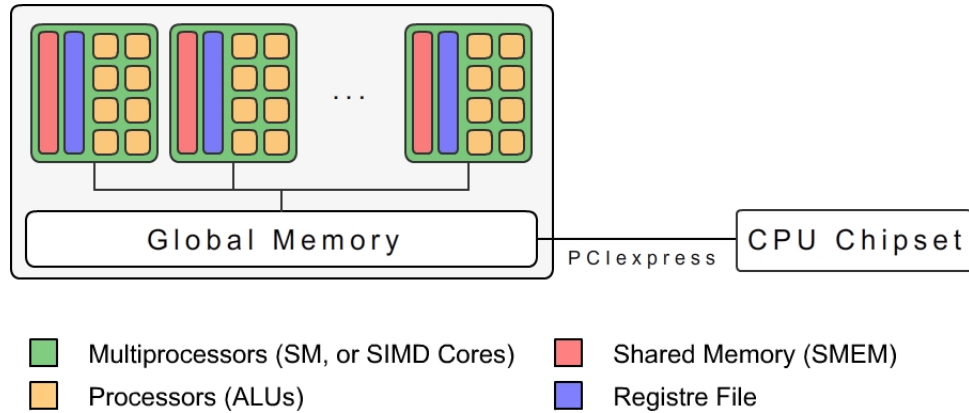 ...
Global Memory
PCIexpress
CPU Chipset
Multiprocessors (SM, or SIMD Cores)
Shared Memory (SMEM)
Processors (ALUs)
Registre File